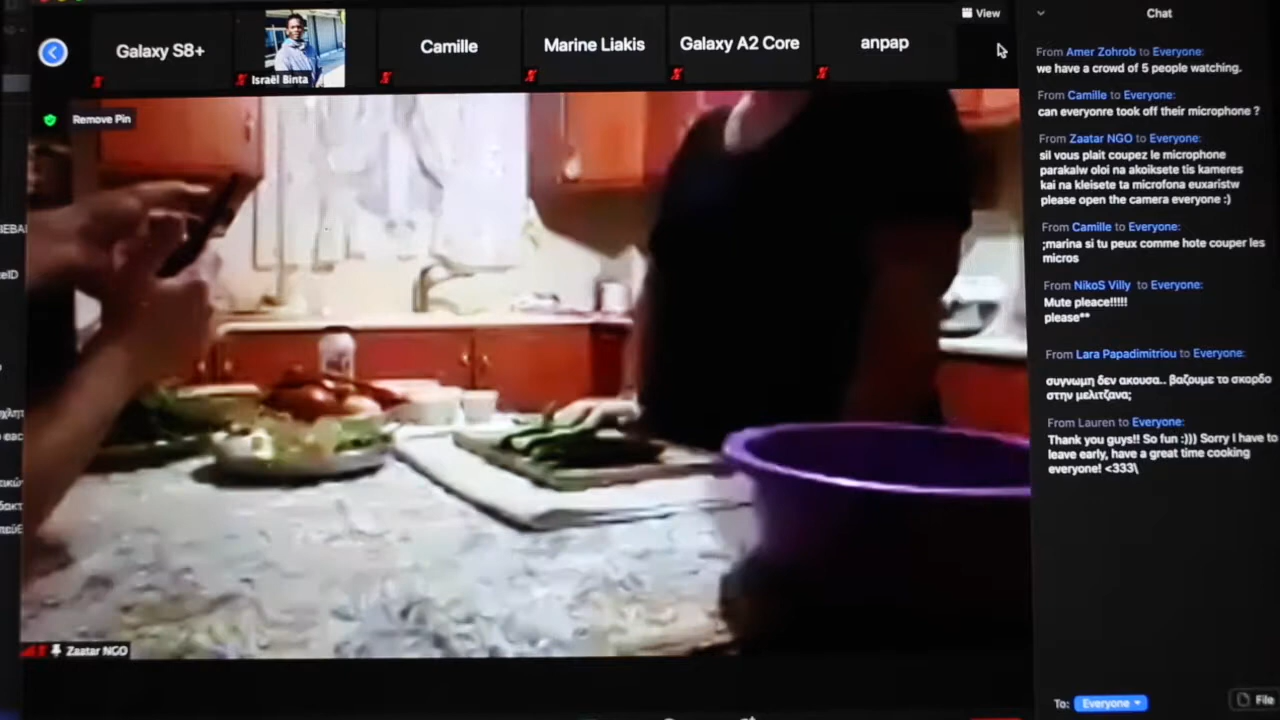 View
Chat
Galaxy S8+
Israël Binta
Camille
Marine Liakis
Galaxy A2 Core
anpap
Remove Pin
From Amer Zohrob to Everyone:
we have a crowd of 5 people watching.
From Camille to Everyone:
can everyonre took off their microphone ?
From Zaatar NGO to Everyone:
sil vous plait coupez le microphone
parakalw oloi na akoiksete tis kameres
kai na kleisete ta microfona euxaristw
please open the camera everyone :)
From Camille to Everyone:
;marina si tu peux comme hote couper les
micros
From NikoS Villy to Everyone:
Mute pleace!!!!!
please**
From Lara Papadimitriou to Everyone:
συγνωμη δεν ακουσα.. βαζουμε το σκορδο
στην μελιτζανα;
From Lauren to Everyone:
Thank you guys!! So fun :))) Sorry I have to
leave early, have a great time cooking
everyone! <333\
Zaatar NGO
To: Everyone
File